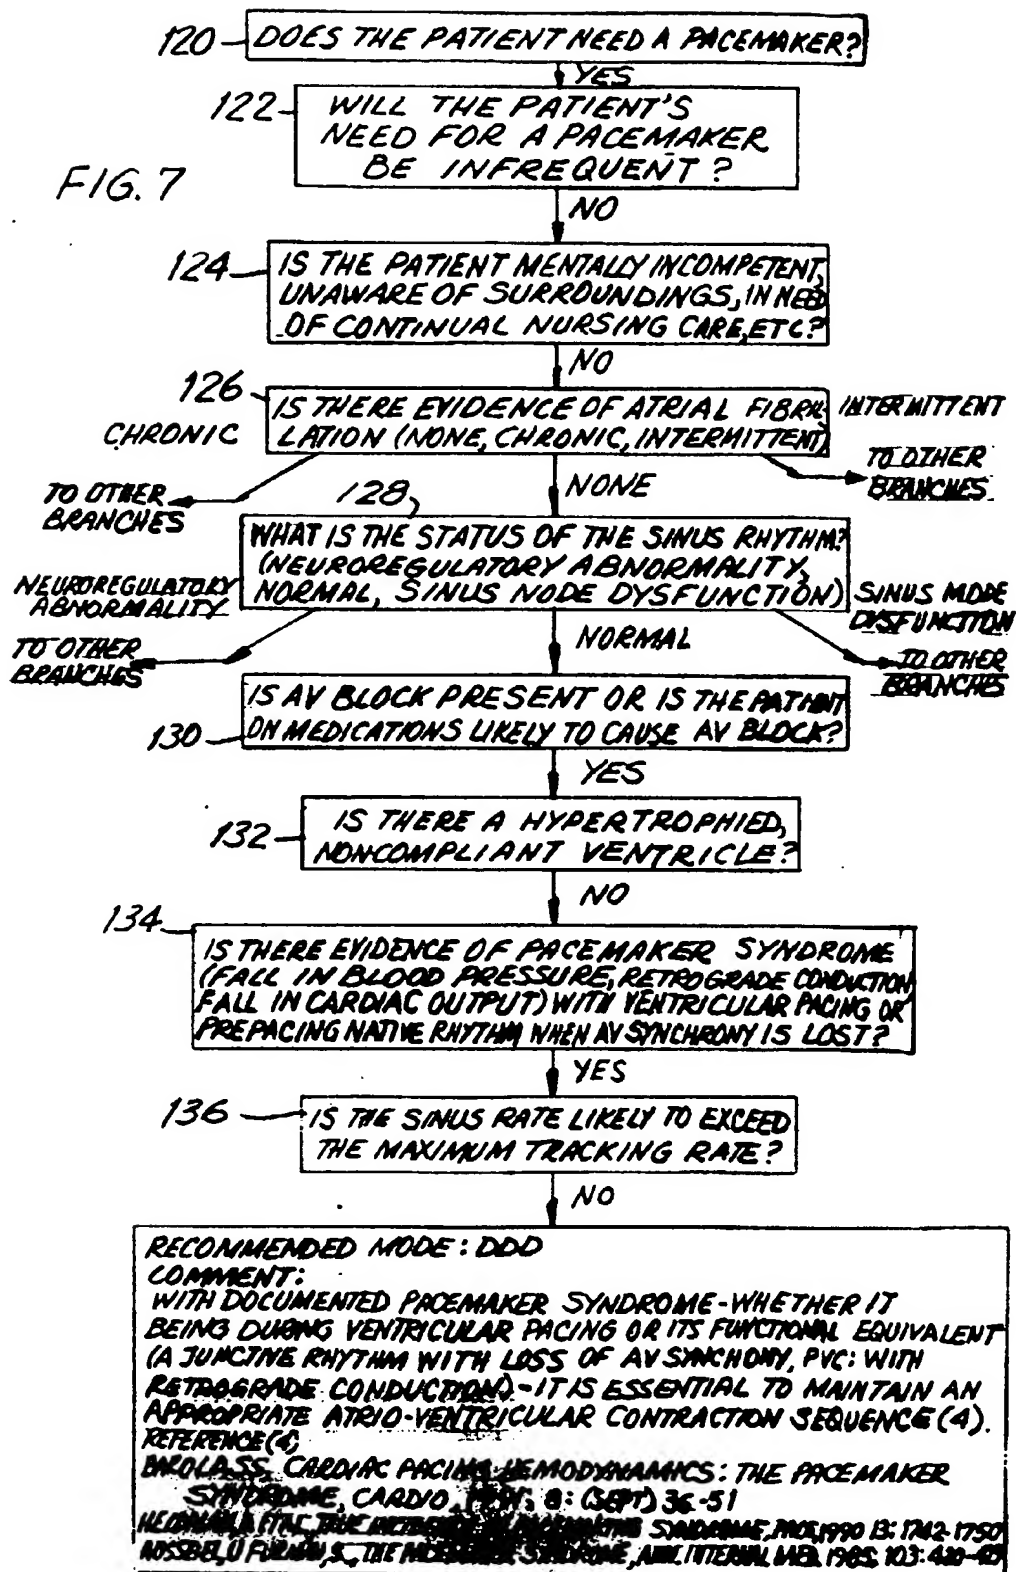 120 DOES THE PATIENT NEED A PACEMAKER?
YES
122 WILL THE PATIENT'S
NEED FOR A PACEMAKER
BE INFREQUENT?
FIG. 7
NO
124 IS THE PATIENT MENTALLY INCOMPETENT,
UNAWARE OF SURROUNDINGS, IN NEED
OF CONTINUAL NURSING CARE, ETC?
NO
126
IS THERE EVIDENCE OF ATRIAL FIBRIL-
LATION (NONE, CHRONIC, INTERMITTENT)
CHRONIC
INTERMITTENT
TO OTHER
BRANCHES
NONE
TO OTHER
BRANCHES
128
WHAT IS THE STATUS OF THE SINUS RHYTHM?
(NEUROREGULATORY ABNORMALITY,
NORMAL, SINUS NODE DYSFUNCTION)
NEUROREGULATORY
ABNORMALITY
SINUS MODE
DYSFUNCTION
TO OTHER
BRANCHES
NORMAL
TO OTHER
BRANCHES
130
IS AV BLOCK PRESENT OR IS THE PATIENT
ON MEDICATIONS LIKELY TO CAUSE AV BLOCK?
YES
132
IS THERE A HYPERTROPHIED,
NONCOMPLIANT VENTRICLE?
NO
134
IS THERE EVIDENCE OF PACEMAKER SYNDROME
(FALL IN BLOOD PRESSURE, RETROGRADE CONDUCTION
FALL IN CARDIAC OUTPUT) WITH VENTRICULAR PACING OR
PREPACING NATIVE RHYTHM WHEN AV SYNCHRONY IS LOST?
YES
136
IS THE SINUS RATE LIKELY TO EXCEED
THE MAXIMUM TRACKING RATE?
NO
RECOMMENDED MODE: DDD
COMMENT:
WITH DOCUMENTED PACEMAKER SYNDROME-WHETHER IT
BEING DURING VENTRICULAR PACING OR ITS FUNCTIONAL EQUIVALENT
(A JUNCTIVE RHYTHM WITH LOSS OF AV SYNCHONY, PVC: WITH
RETROGRADE CONDUCTION)-IT IS ESSENTIAL TO MAINTAIN AN
APPROPRIATE ATRIO-VENTRICULAR CONTRACTION SEQUENCE (4).
REFERENCE (4)
CARDIAC PACING HEMODYNAMICS: THE PACEMAKER
SYNDROME, CARDIO, 8: (SEPT) 36-51
TRUE SYNDROME, PACE, 1990 13: 1742-1750
FURMAN, S., THE SYNDROME, ANN. INTERNAL MED. 1985; 103: